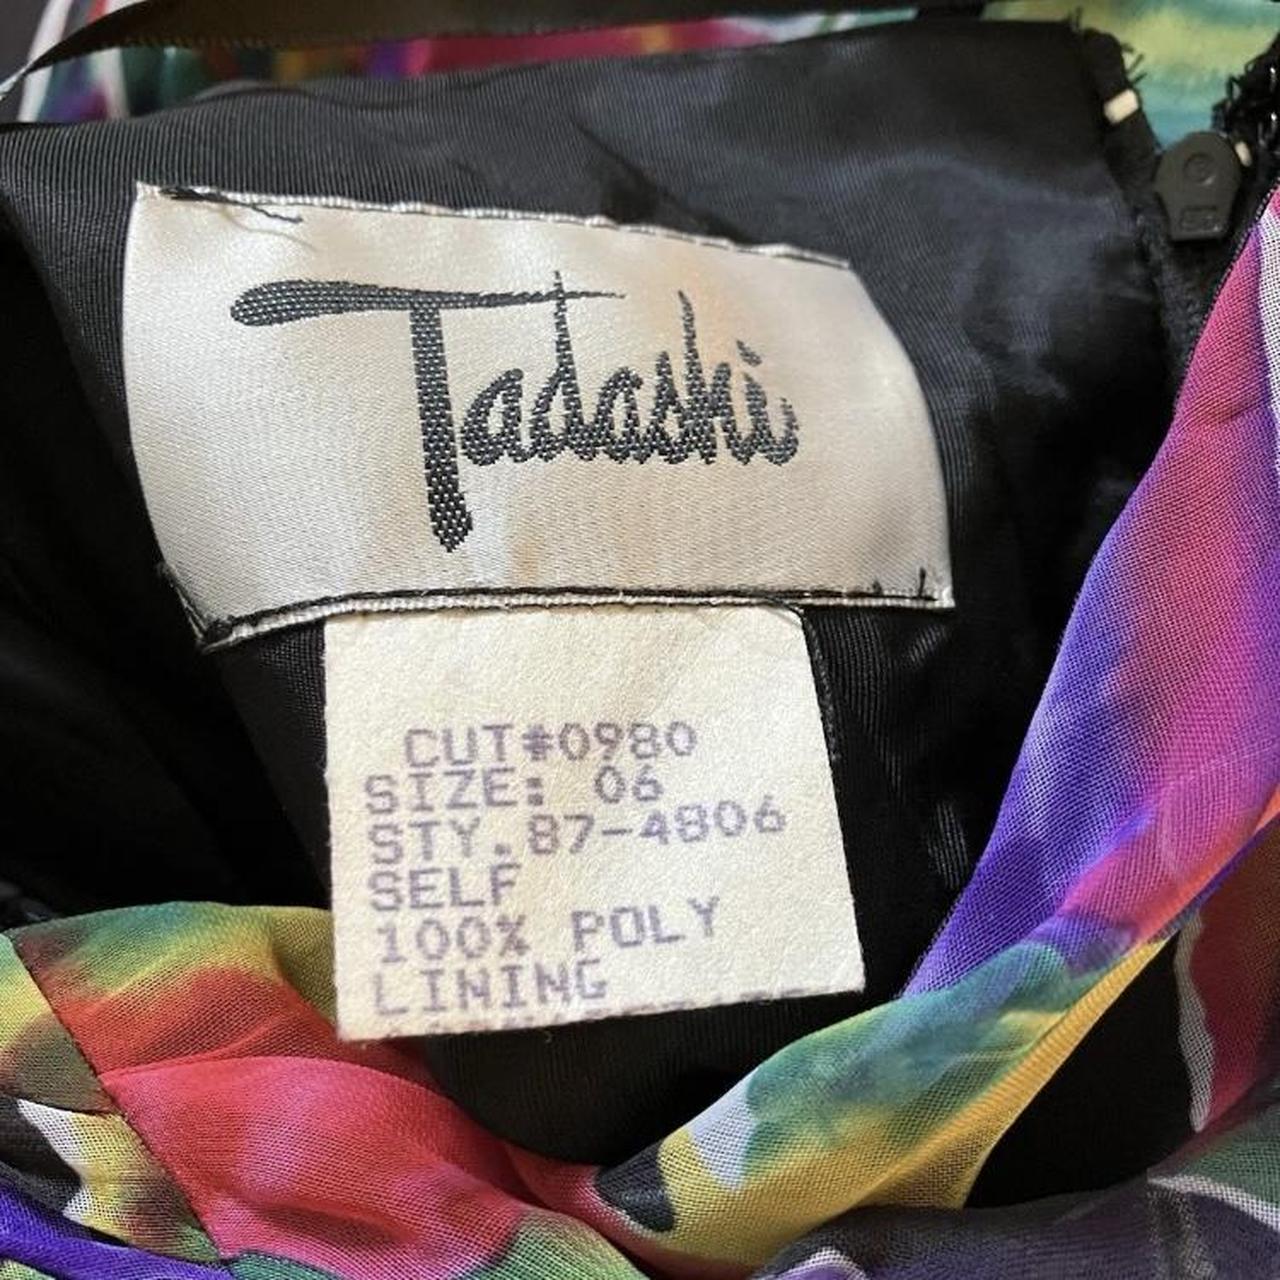 Tadashi
CUT#0980
SIZE: 06
STY.87-4806
SELF
100% POLY
LINING